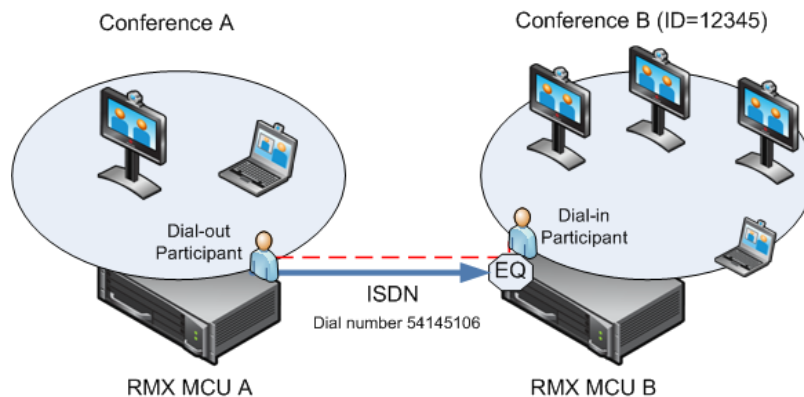 Conference A
Conference B (ID=12345)
Dial-out
Participant
Dial-in
Participant
EQ
ISDN
Dial number 54145106
RMX MCU A
RMX MCU B